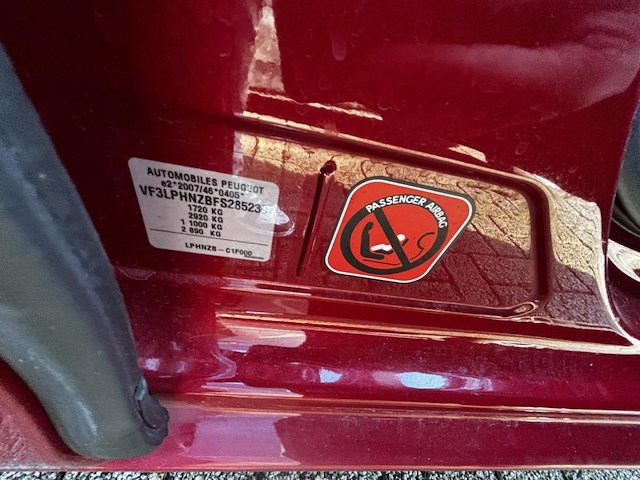 AUTOMOBILES PEUGEOT
e2*2007/46*0405*
1720 KG
2920 KG
1 1000 KG
2 890 KG
LPHNZB-C1F000
PASSENGER AIRBAG